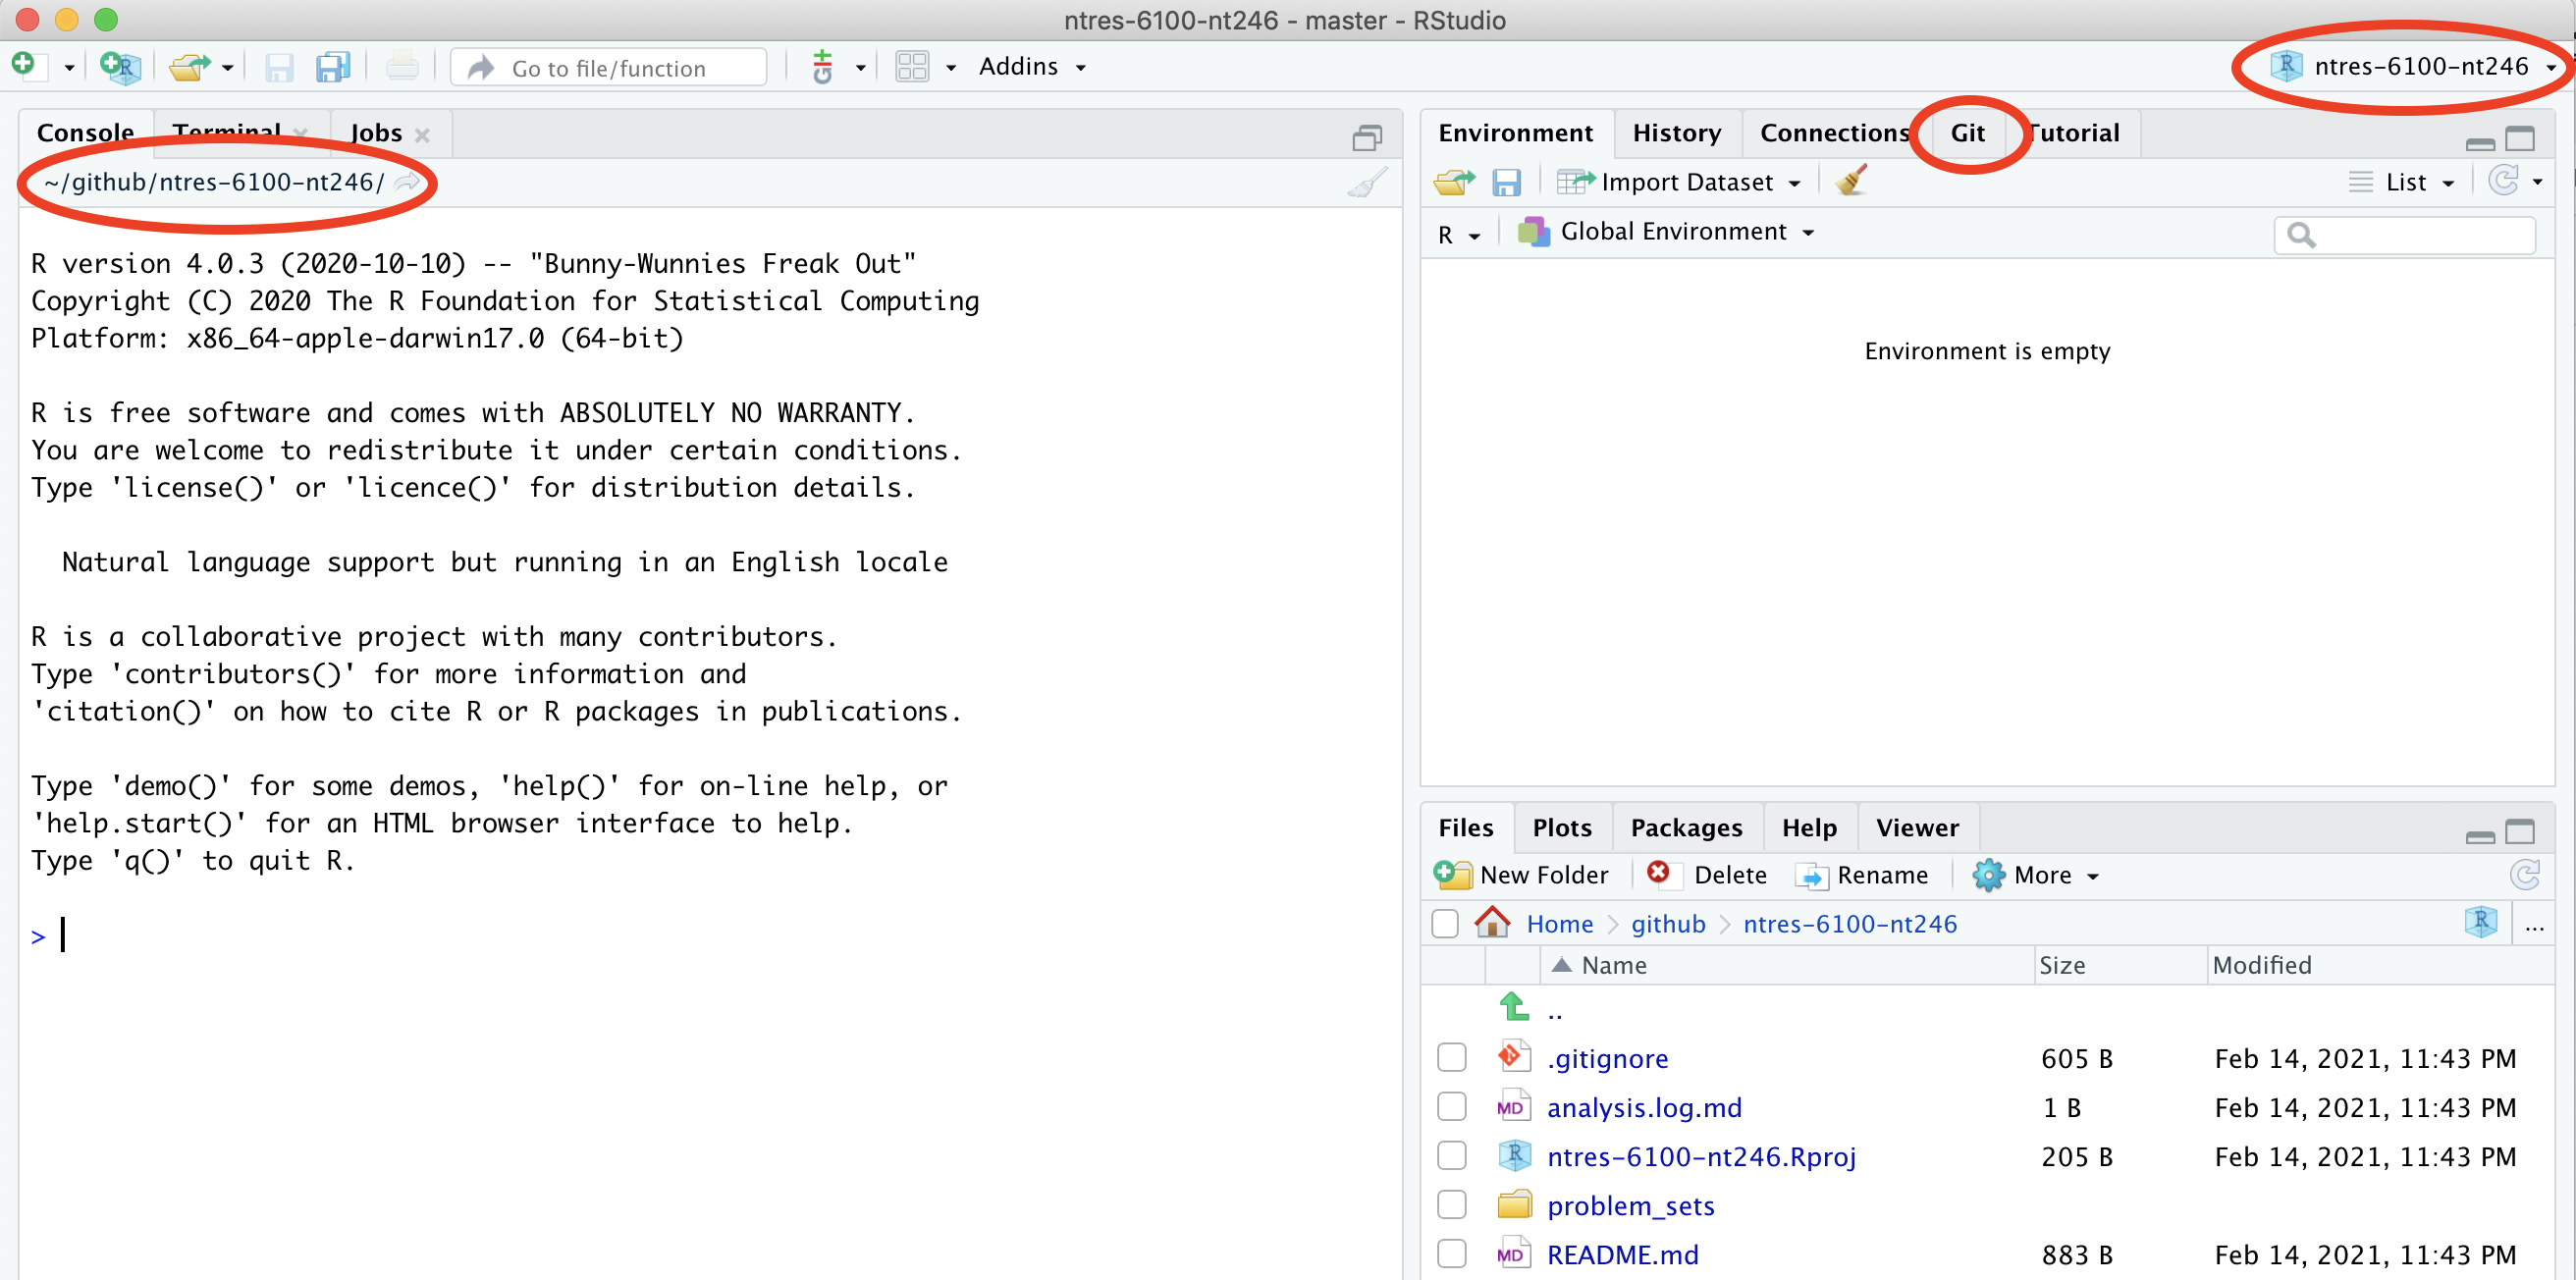 ntres-6100-nt246 - master - RStudio
Go to file/function
Addins
ntres-6100-nt246
Console Terminal Jobs
~/github/ntres-6100-nt246/
R version 4.0.3 (2020-10-10) -- "Bunny-Wunnies Freak Out"
Copyright (C) 2020 The R Foundation for Statistical Computing
Platform: x86_64-apple-darwin17.0 (64-bit)
R is free software and comes with ABSOLUTELY NO WARRANTY.
You are welcome to redistribute it under certain conditions.
Type 'license()' or 'licence()' for distribution details.
Natural language support but running in an English locale
R is a collaborative project with many contributors.
Type 'contributors()' for more information and
'citation()' on how to cite R or R packages in publications.
Type 'demo()' for some demos, 'help()' for on-line help, or
'help.start()' for an HTML browser interface to help.
Type 'q()' to quit R.
>
Environment History Connections Git Tutorial
Import Dataset List
R Global Environment
Environment is empty
Files Plots Packages Help Viewer
New Folder Delete Rename More
Home github ntres-6100-nt246 ...
Name Size Modified
..
.gitignore 605 B Feb 14, 2021, 11:43 PM
analysis.log.md 1 B Feb 14, 2021, 11:43 PM
ntres-6100-nt246.Rproj 205 B Feb 14, 2021, 11:43 PM
problem_sets
README.md 883 B Feb 14, 2021, 11:43 PM